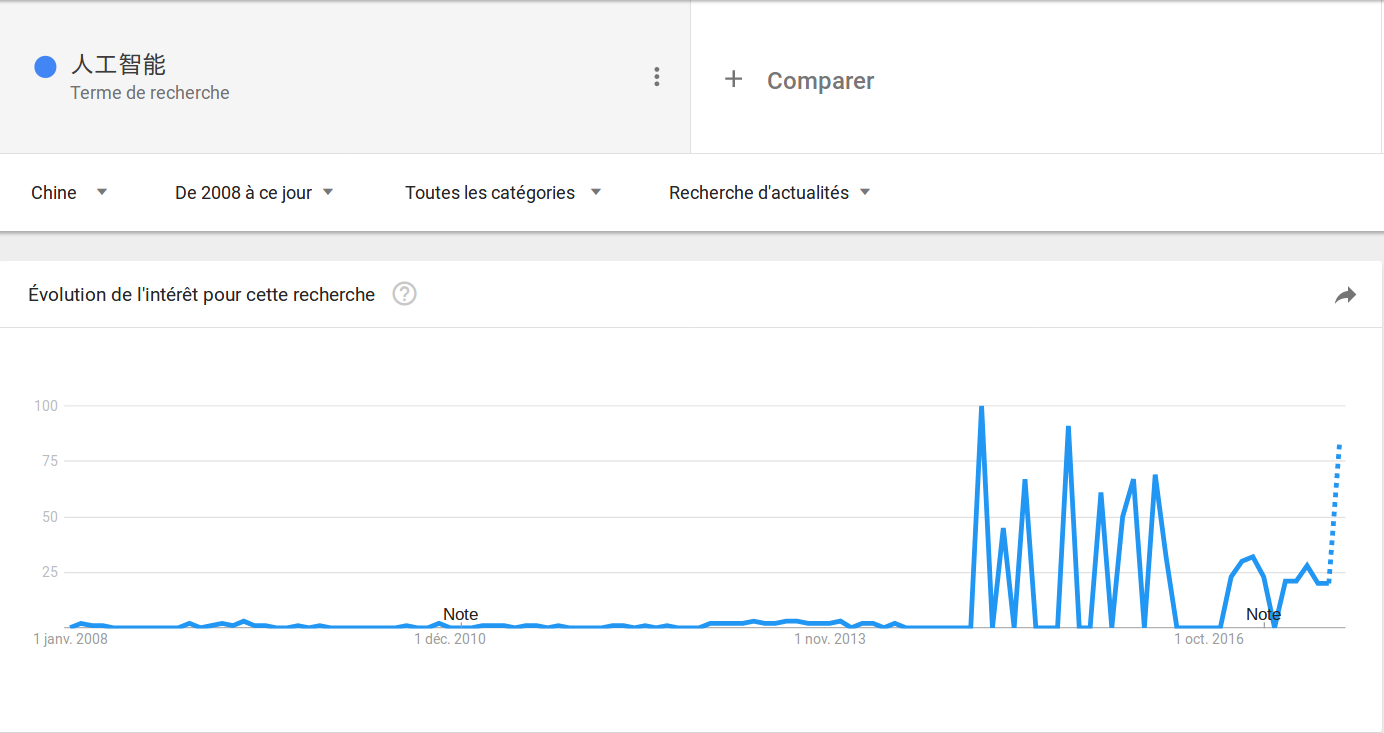 人工智能
Terme de recherche
+ Comparer
Chine
De 2008 à ce jour
Toutes les catégories
Recherche d'actualités
Évolution de l'intérêt pour cette recherche ?
100
75
50
25
Note
Note
1 janv. 2008
1 déc. 2010
1 nov. 2013
1 oct. 2016